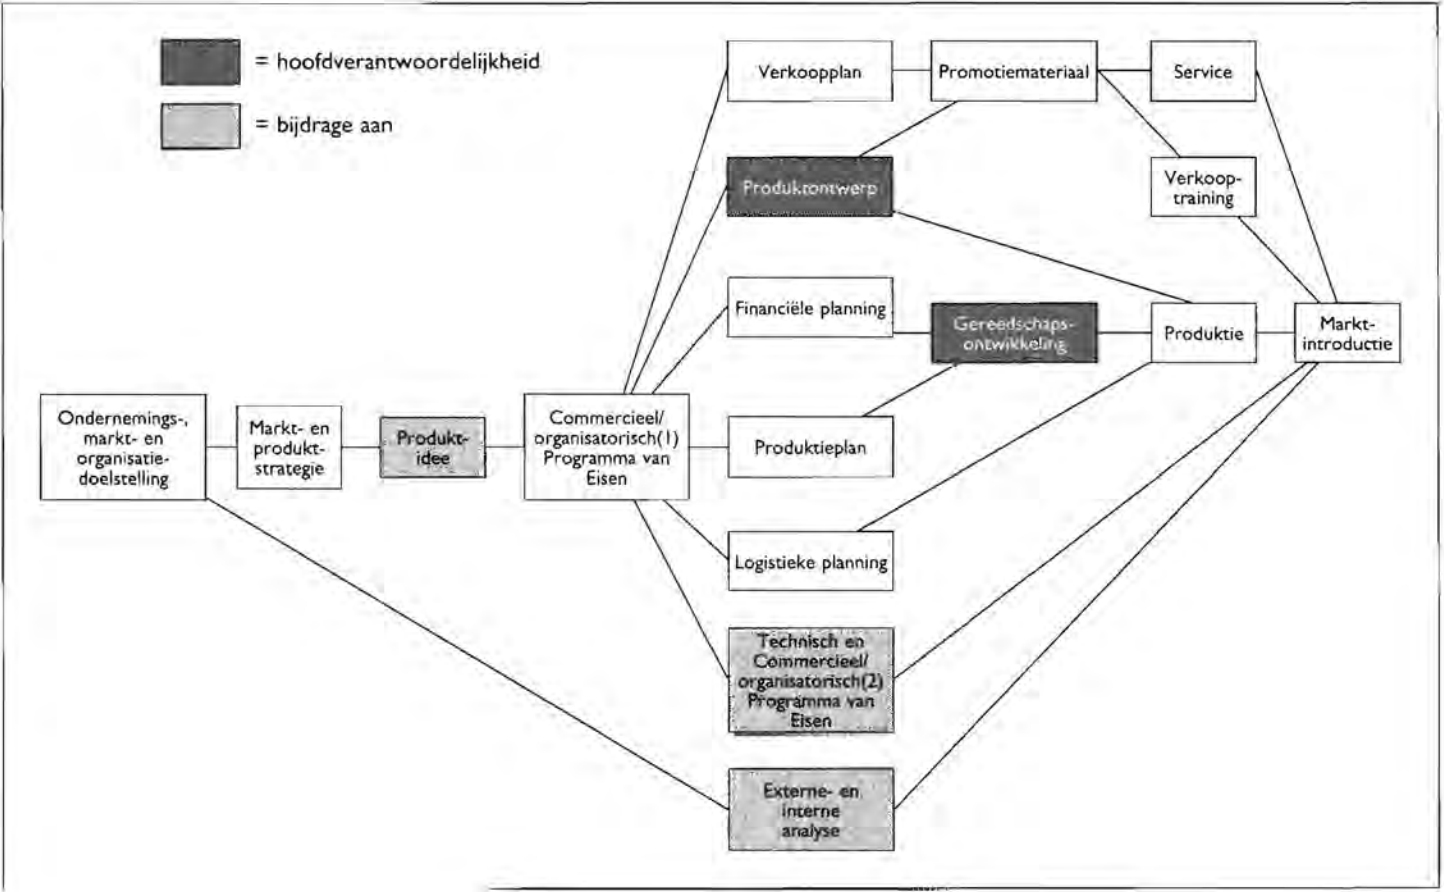 = hoofdverantwoordelijkheid
= bijdrage aan
Verkoopplan
Promotiemateriaal
Service
Produktontwerp
Verkoop-
training
Financiële planning
Gereedschaps-
ontwikkeling
Produktie
Markt-
introductie
Ondernemings-,
markt- en
organisatie-
doelstelling
Markt- en
produkt-
strategie
Produkt-
idee
Commercieel/
organisatorisch(1)
Programma van
Eisen
Produktieplan
Logistieke planning
Technisch en
Commercieel/
organisatorisch(2)
Programma van
Eisen
Externe- en
interne
analyse